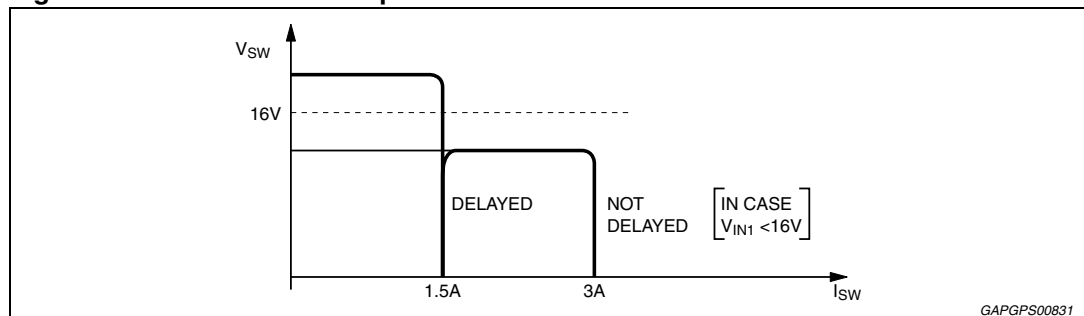 V_SW
16V
DELAYED
NOT
DELAYED
IN CASE
V_IN1 <16V
1.5A
3A
I_SW
GAPGPS00831